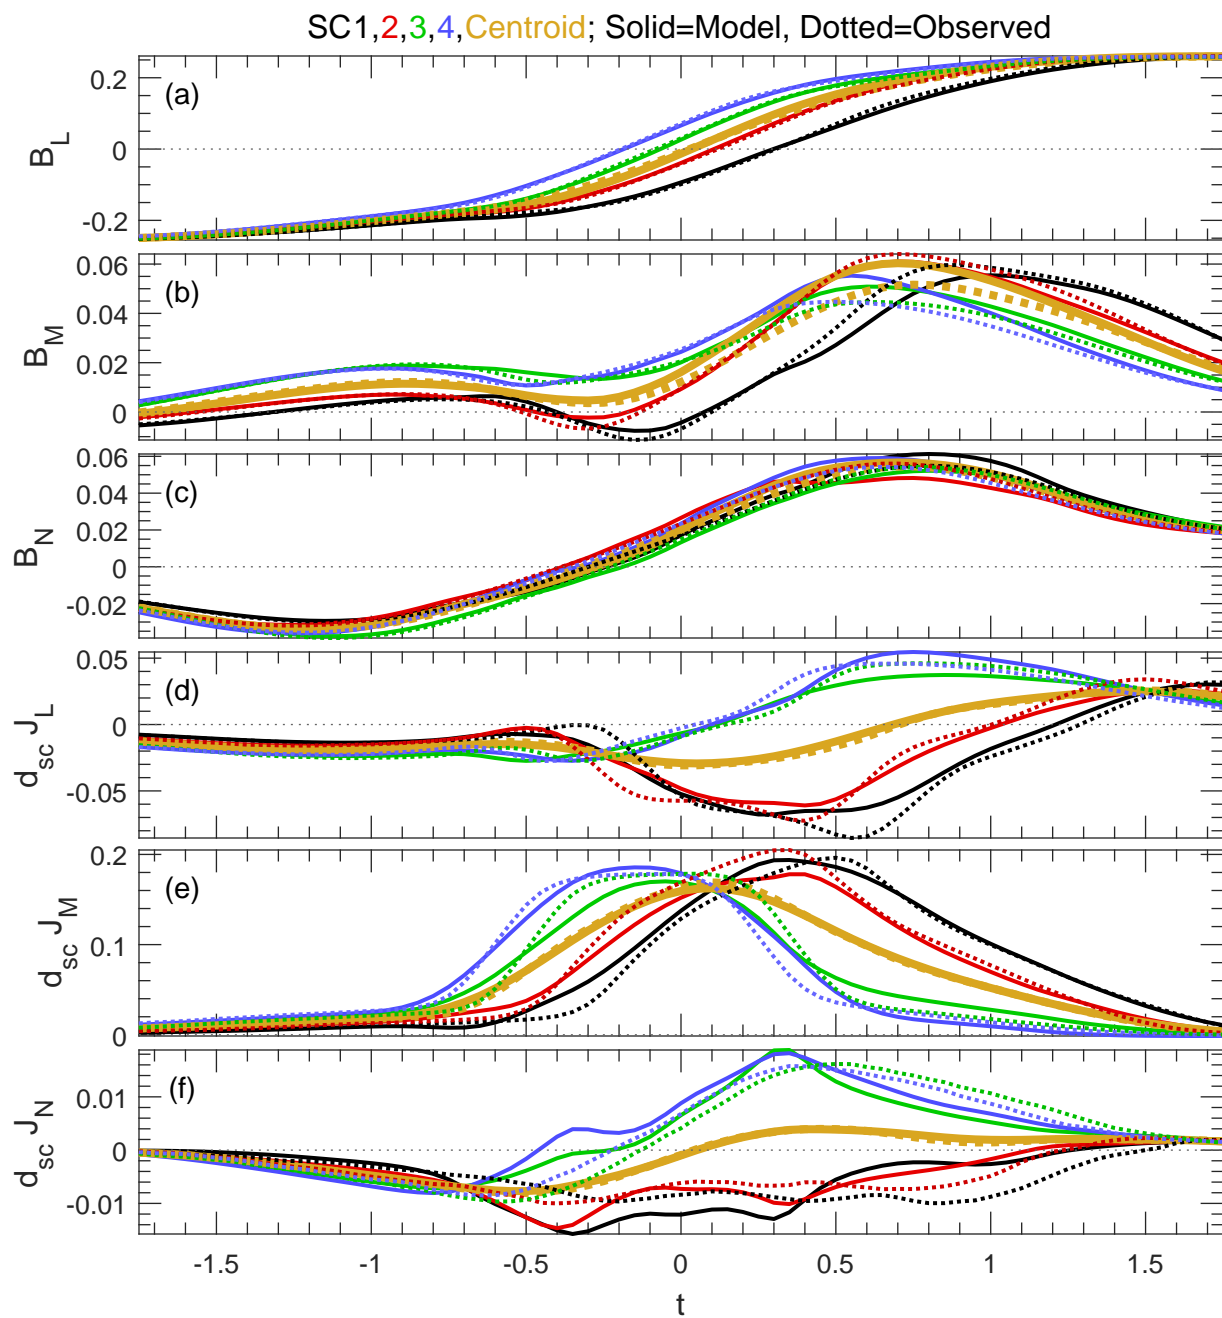 SC1,2,3,4,Centroid; Solid=Model, Dotted=Observed
(a)
B_L
0.2
0
-0.2
(b)
B_M
0.06
0.04
0.02
0
(c)
B_N
0.06
0.04
0.02
0
-0.02
(d)
d_sc J_L
0.05
0
-0.05
(e)
d_sc J_M
0.2
0.1
0
(f)
d_sc J_N
0.01
0
-0.01
-1.5 -1 -0.5 0 0.5 1 1.5
t